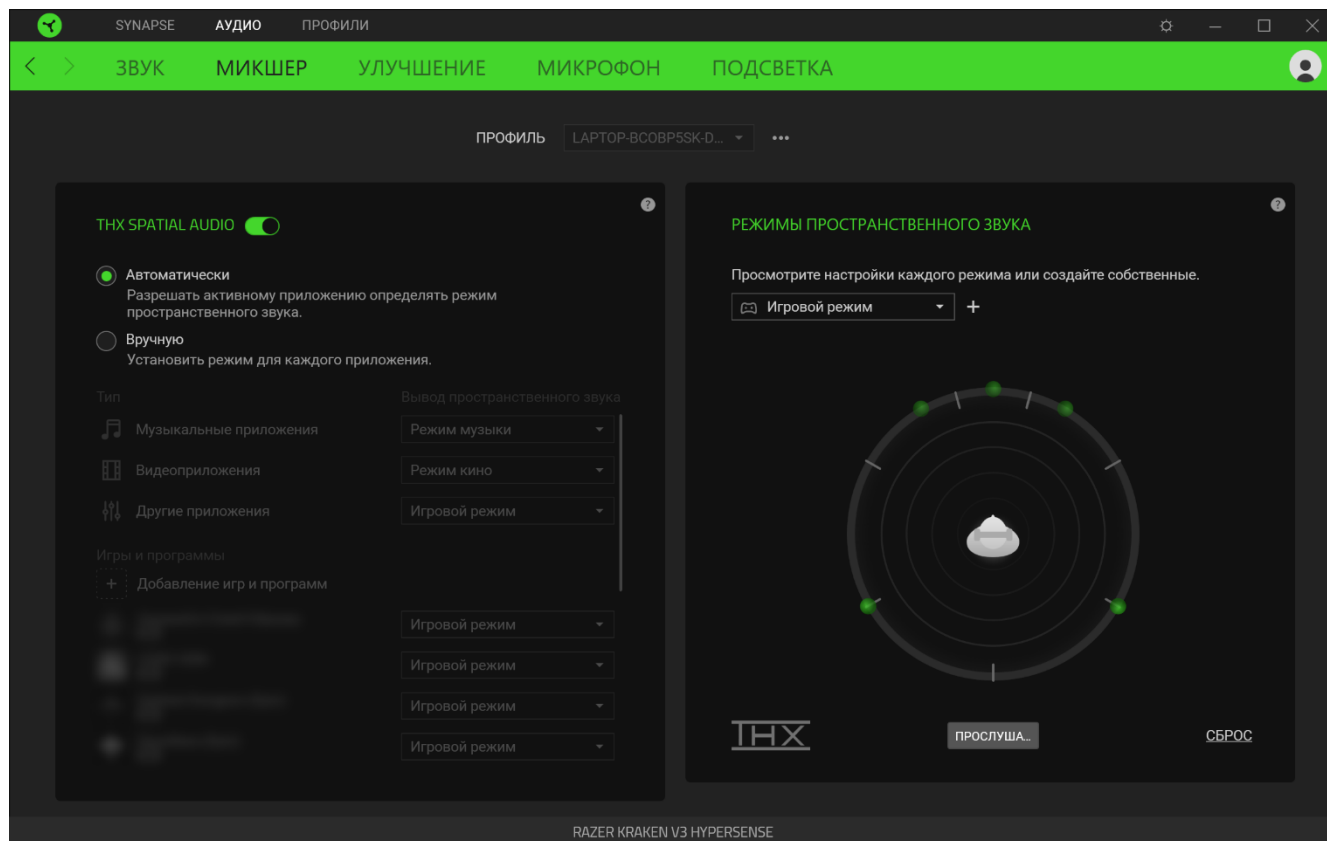 SYNAPSE АУДИО ПРОФИЛИ
ЗВУК МИКШЕР УЛУЧШЕНИЕ МИКРОФОН ПОДСВЕТКА
ПРОФИЛЬ LAPTOP-BCOBP5SK-D... •••
THX SPATIAL AUDIO
?
Автоматически
Разрешать активному приложению определять режим
пространственного звука.
Вручную
Установить режим для каждого приложения.
Тип Вывод пространственного звука
Музыкальные приложения Режим музыки
Видеоприложения Режим кино
Другие приложения Игровой режим
Игры и программы
+ Добавление игр и программ
Игровой режим
Игровой режим
Игровой режим
Игровой режим
?
РЕЖИМЫ ПРОСТРАНСТВЕННОГО ЗВУКА
Просмотрите настройки каждого режима или создайте собственные.
Игровой режим +
THX ПРОСЛУША... СБРОС
RAZER KRAKEN V3 HYPERSENSE